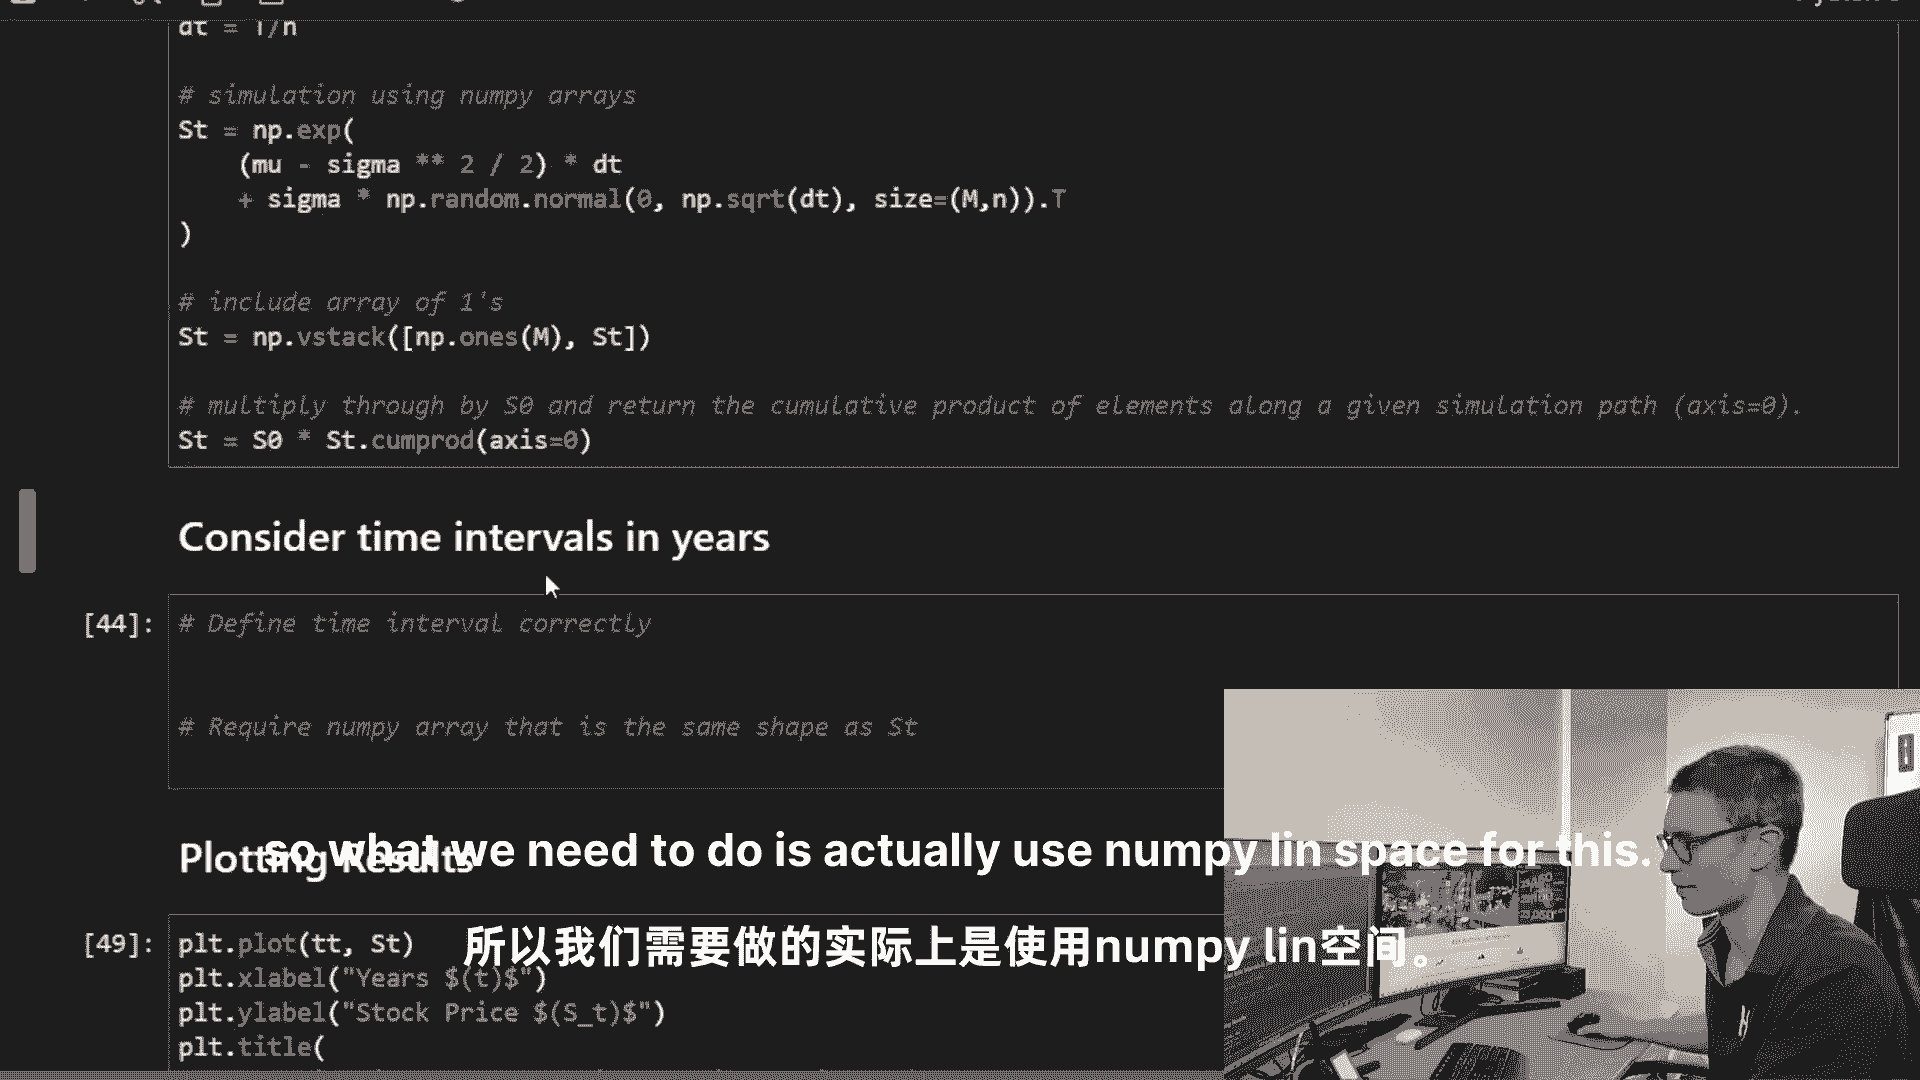 dt = T/n
# simulation using numpy arrays
St = np.exp(
(mu - sigma ** 2 / 2) * dt
+ sigma * np.random.normal(0, np.sqrt(dt), size=(M,n)).T
)
# include array of 1's
St = np.vstack([np.ones(M), St])
# multiply through by S0 and return the cumulative product of elements along a given simulation path (axis=0).
St = S0 * St.cumprod(axis=0)
Consider time intervals in years
[44]: # Define time interval correctly
# Require numpy array that is the same shape as St
Plotting Results
so what we need to do is actually use numpy lin space for this.
所以我们需要做的实际上是使用numpy lin空间。
[49]: plt.plot(tt, St)
plt.xlabel("Years $(t)$")
plt.ylabel("Stock Price $(S_t)$")
plt.title(